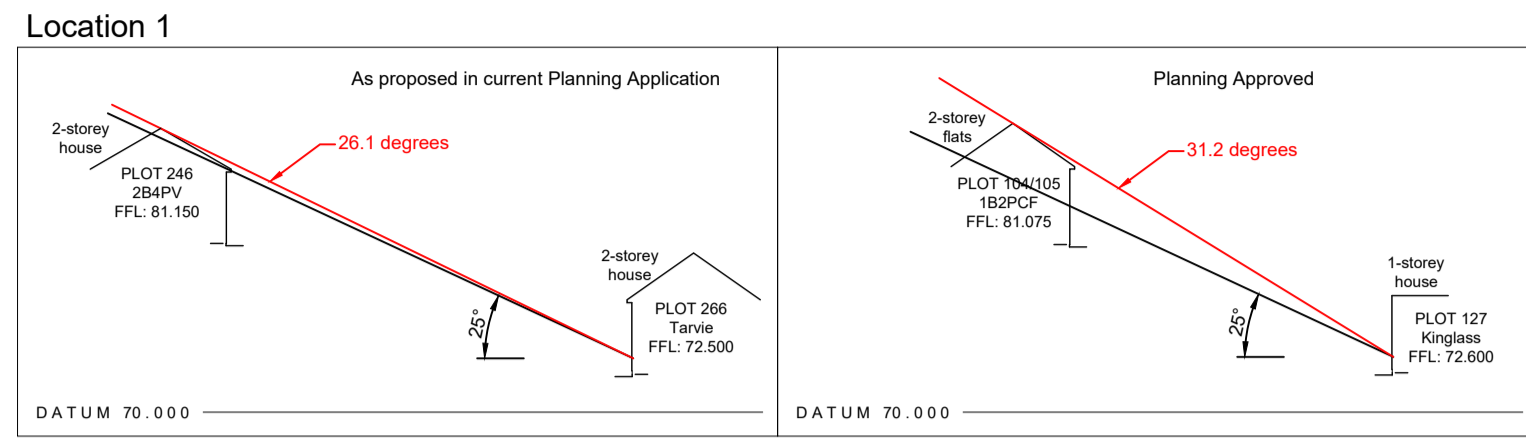 Location 1
As proposed in current Planning Application
2-storey
house
26.1 degrees
PLOT 246
2B4PV
FFL: 81.150
2-storey
house
PLOT 266
Tarvie
FFL: 72.500
25°
DATUM 70.000
Planning Approved
2-storey
flats
31.2 degrees
PLOT 104/105
1B2PCF
FFL: 81.075
1-storey
house
PLOT 127
Kinglass
FFL: 72.600
25°
DATUM 70.000